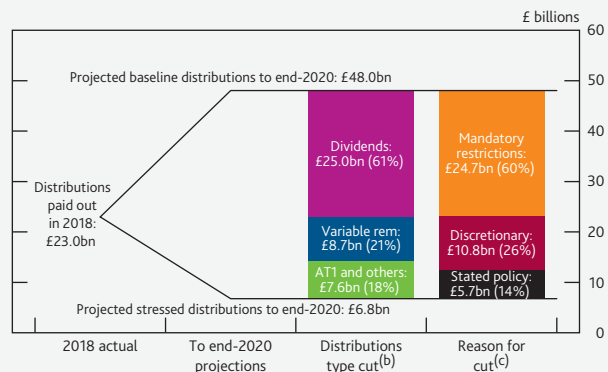 £ billions
60
Projected baseline distributions to end-2020: £48.0bn
50
Dividends:
£25.0bn (61%)
Mandatory
restrictions:
£24.7bn (60%)
40
30
Distributions
paid out
in 2018:
£23.0bn
Variable rem:
£8.7bn (21%)
Discretionary:
£10.8bn (26%)
20
AT1 and others:
£7.6bn (18%)
Stated policy:
£5.7bn (14%)
10
Projected stressed distributions to end-2020: £6.8bn
0
2018 actual
To end-2020
projections
Distributions
type cut(b)
Reason for
cut(c)